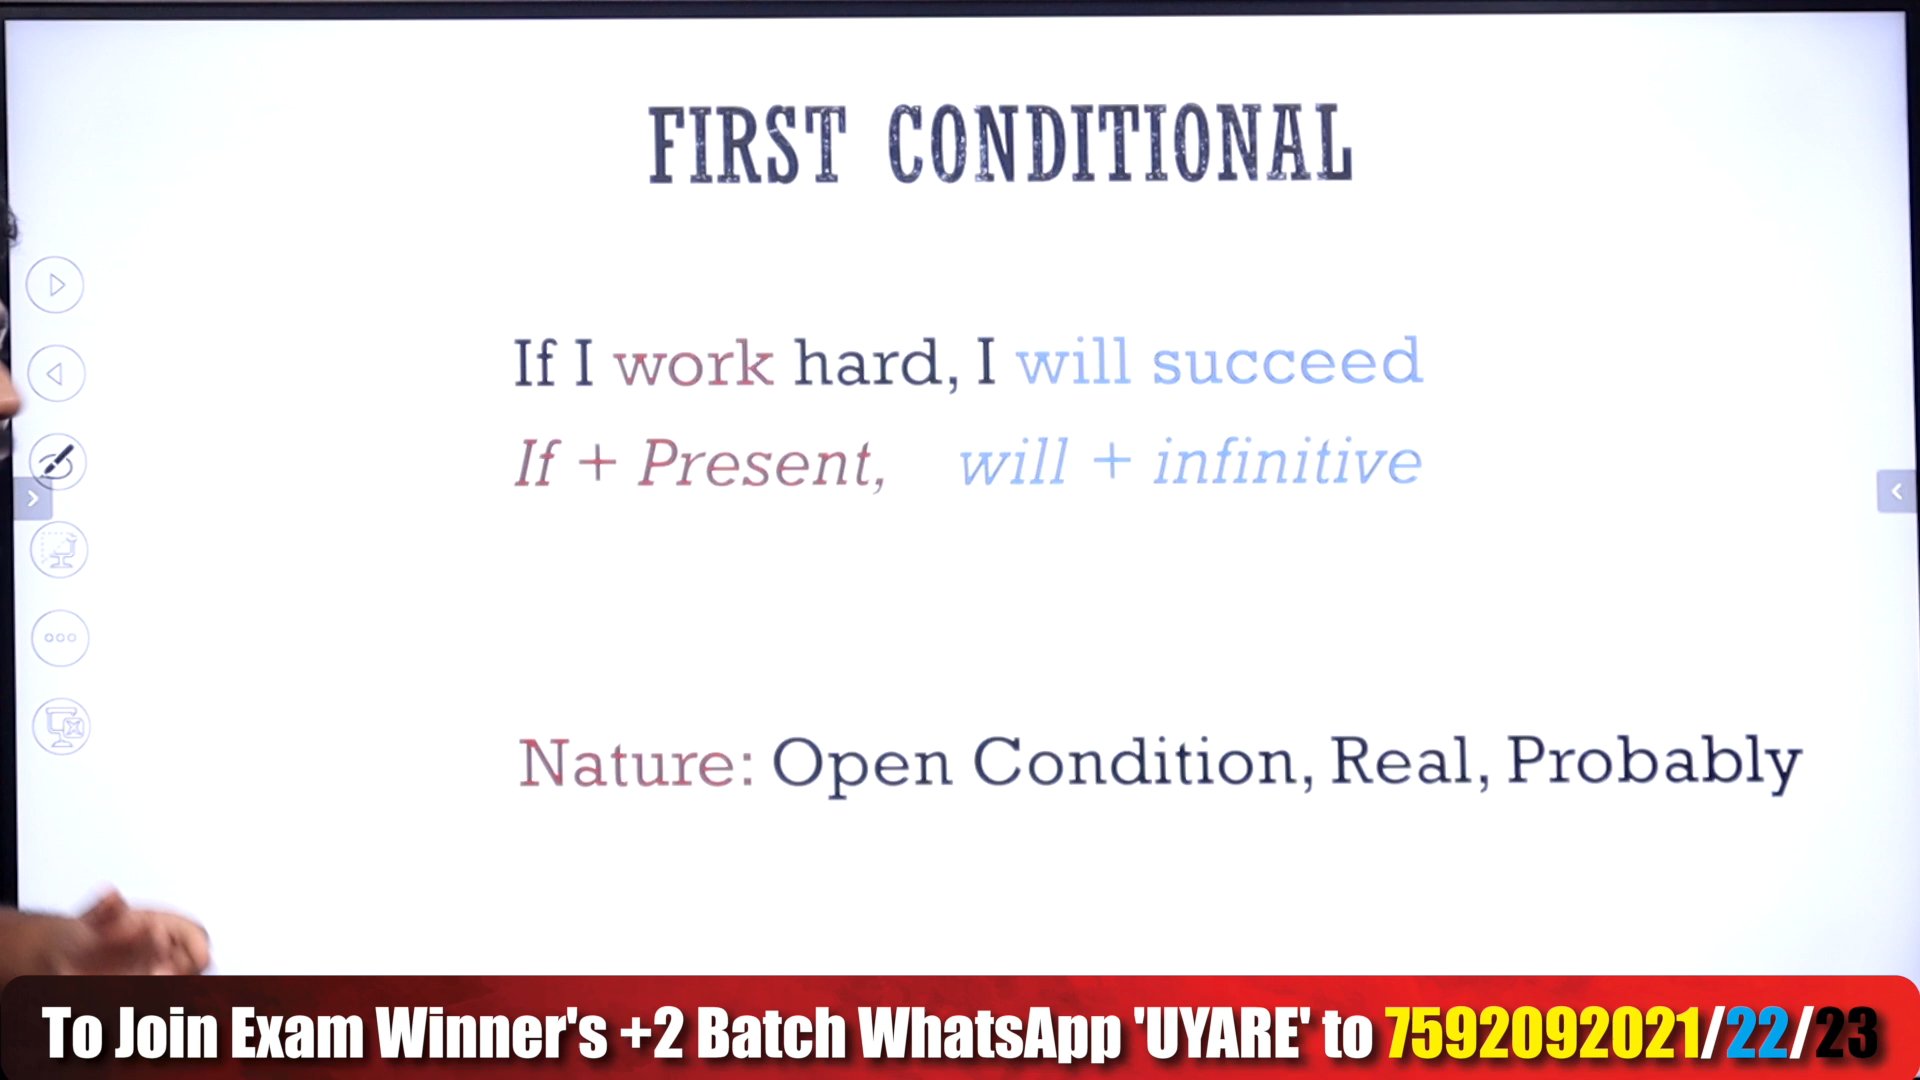 FIRST CONDITIONAL
If I work hard, I will succeed
If + Present, will + infinitive
Nature: Open Condition, Real, Probably
To Join Exam Winner's +2 Batch WhatsApp 'UYARE' to 7592092021/22/23